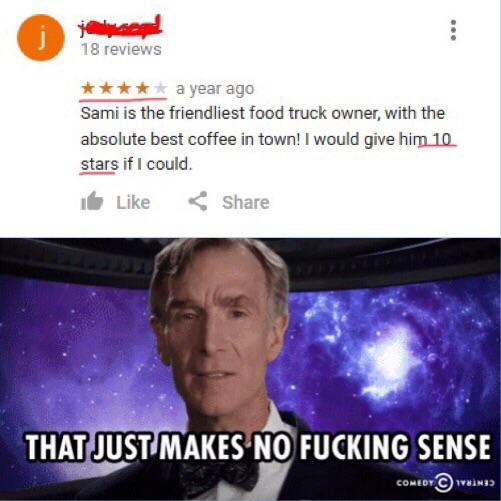 j
18 reviews
a year ago
Sami is the friendliest food truck owner, with the
absolute best coffee in town! I would give him 10
stars if I could.
Like
Share
THAT JUST MAKES NO FUCKING SENSE
COMEDY CENTRAL